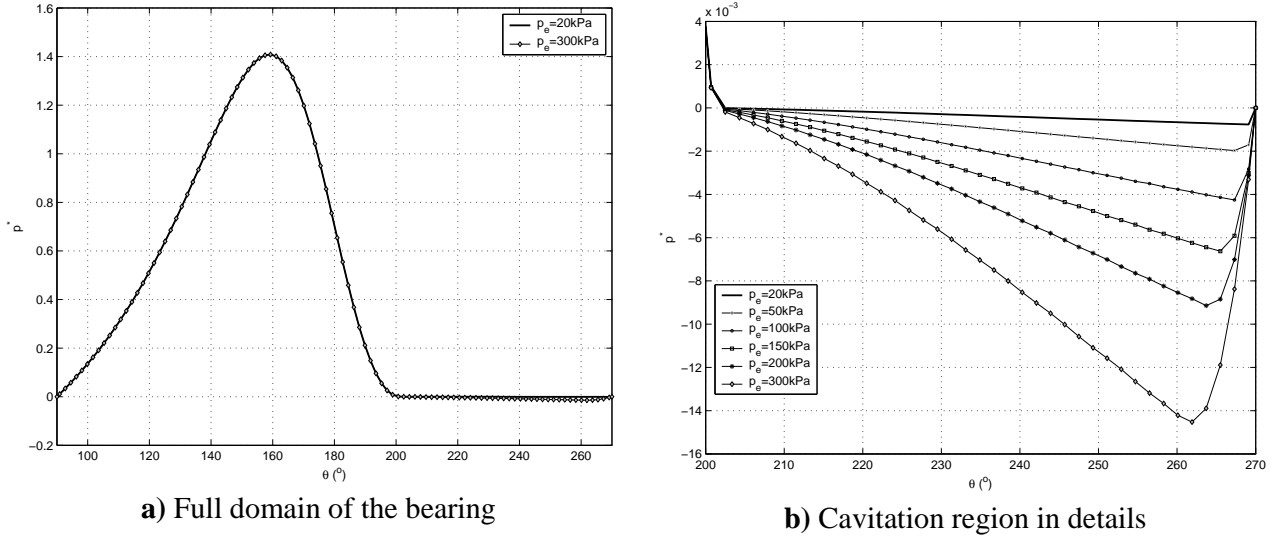 1.6
1.4
1.2
1
0.8
0.6
0.4
0.2
0
−0.2
p*
100 120 140 160 180 200 220 240 260
θ (º)
p_e=20kPa
p_e=300kPa
a) Full domain of the bearing
x 10⁻³
4
2
0
−2
−4
−6
−8
−10
−12
−14
−16
p*
200 210 220 230 240 250 260 270
θ (º)
p_e=20kPa
p_e=50kPa
p_e=100kPa
p_e=150kPa
p_e=200kPa
p_e=300kPa
b) Cavitation region in details